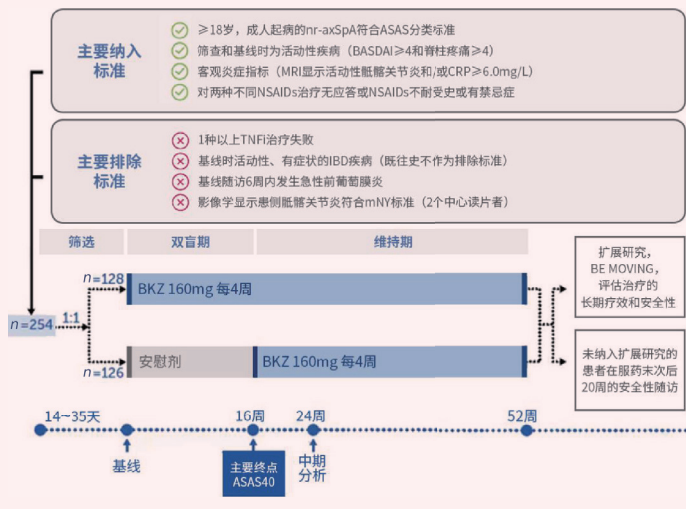 主要纳入
标准
≥18岁，成人起病的nr-axSpA符合ASAS分类标准
筛查和基线时为活动性疾病（BASDAI≥4和脊柱疼痛≥4）
客观炎症指标（MRI显示活动性骶髂关节炎和/或CRP≥6.0mg/L）
对两种不同NSAIDs治疗无应答或NSAIDs不耐受史或有禁忌症
主要排除
标准
1种以上TNFi治疗失败
基线时活动性、有症状的IBD疾病（既往史不作为排除标准）
基线随访6周内发生急性前葡萄膜炎
影像学显示患侧骶髂关节炎符合mNY标准（2个中心读片者）
筛选
双盲期
维持期
n=128
BKZ 160mg 每4周
n=254
1:1
n=126
安慰剂
BKZ 160mg 每4周
扩展研究，
BE MOVING，
评估治疗的
长期疗效和安全性
未纳入扩展研究的
患者在服药末次后
20周的安全性随访
14～35天
16周
24周
52周
基线
主要终点
ASAS40
中期
分析